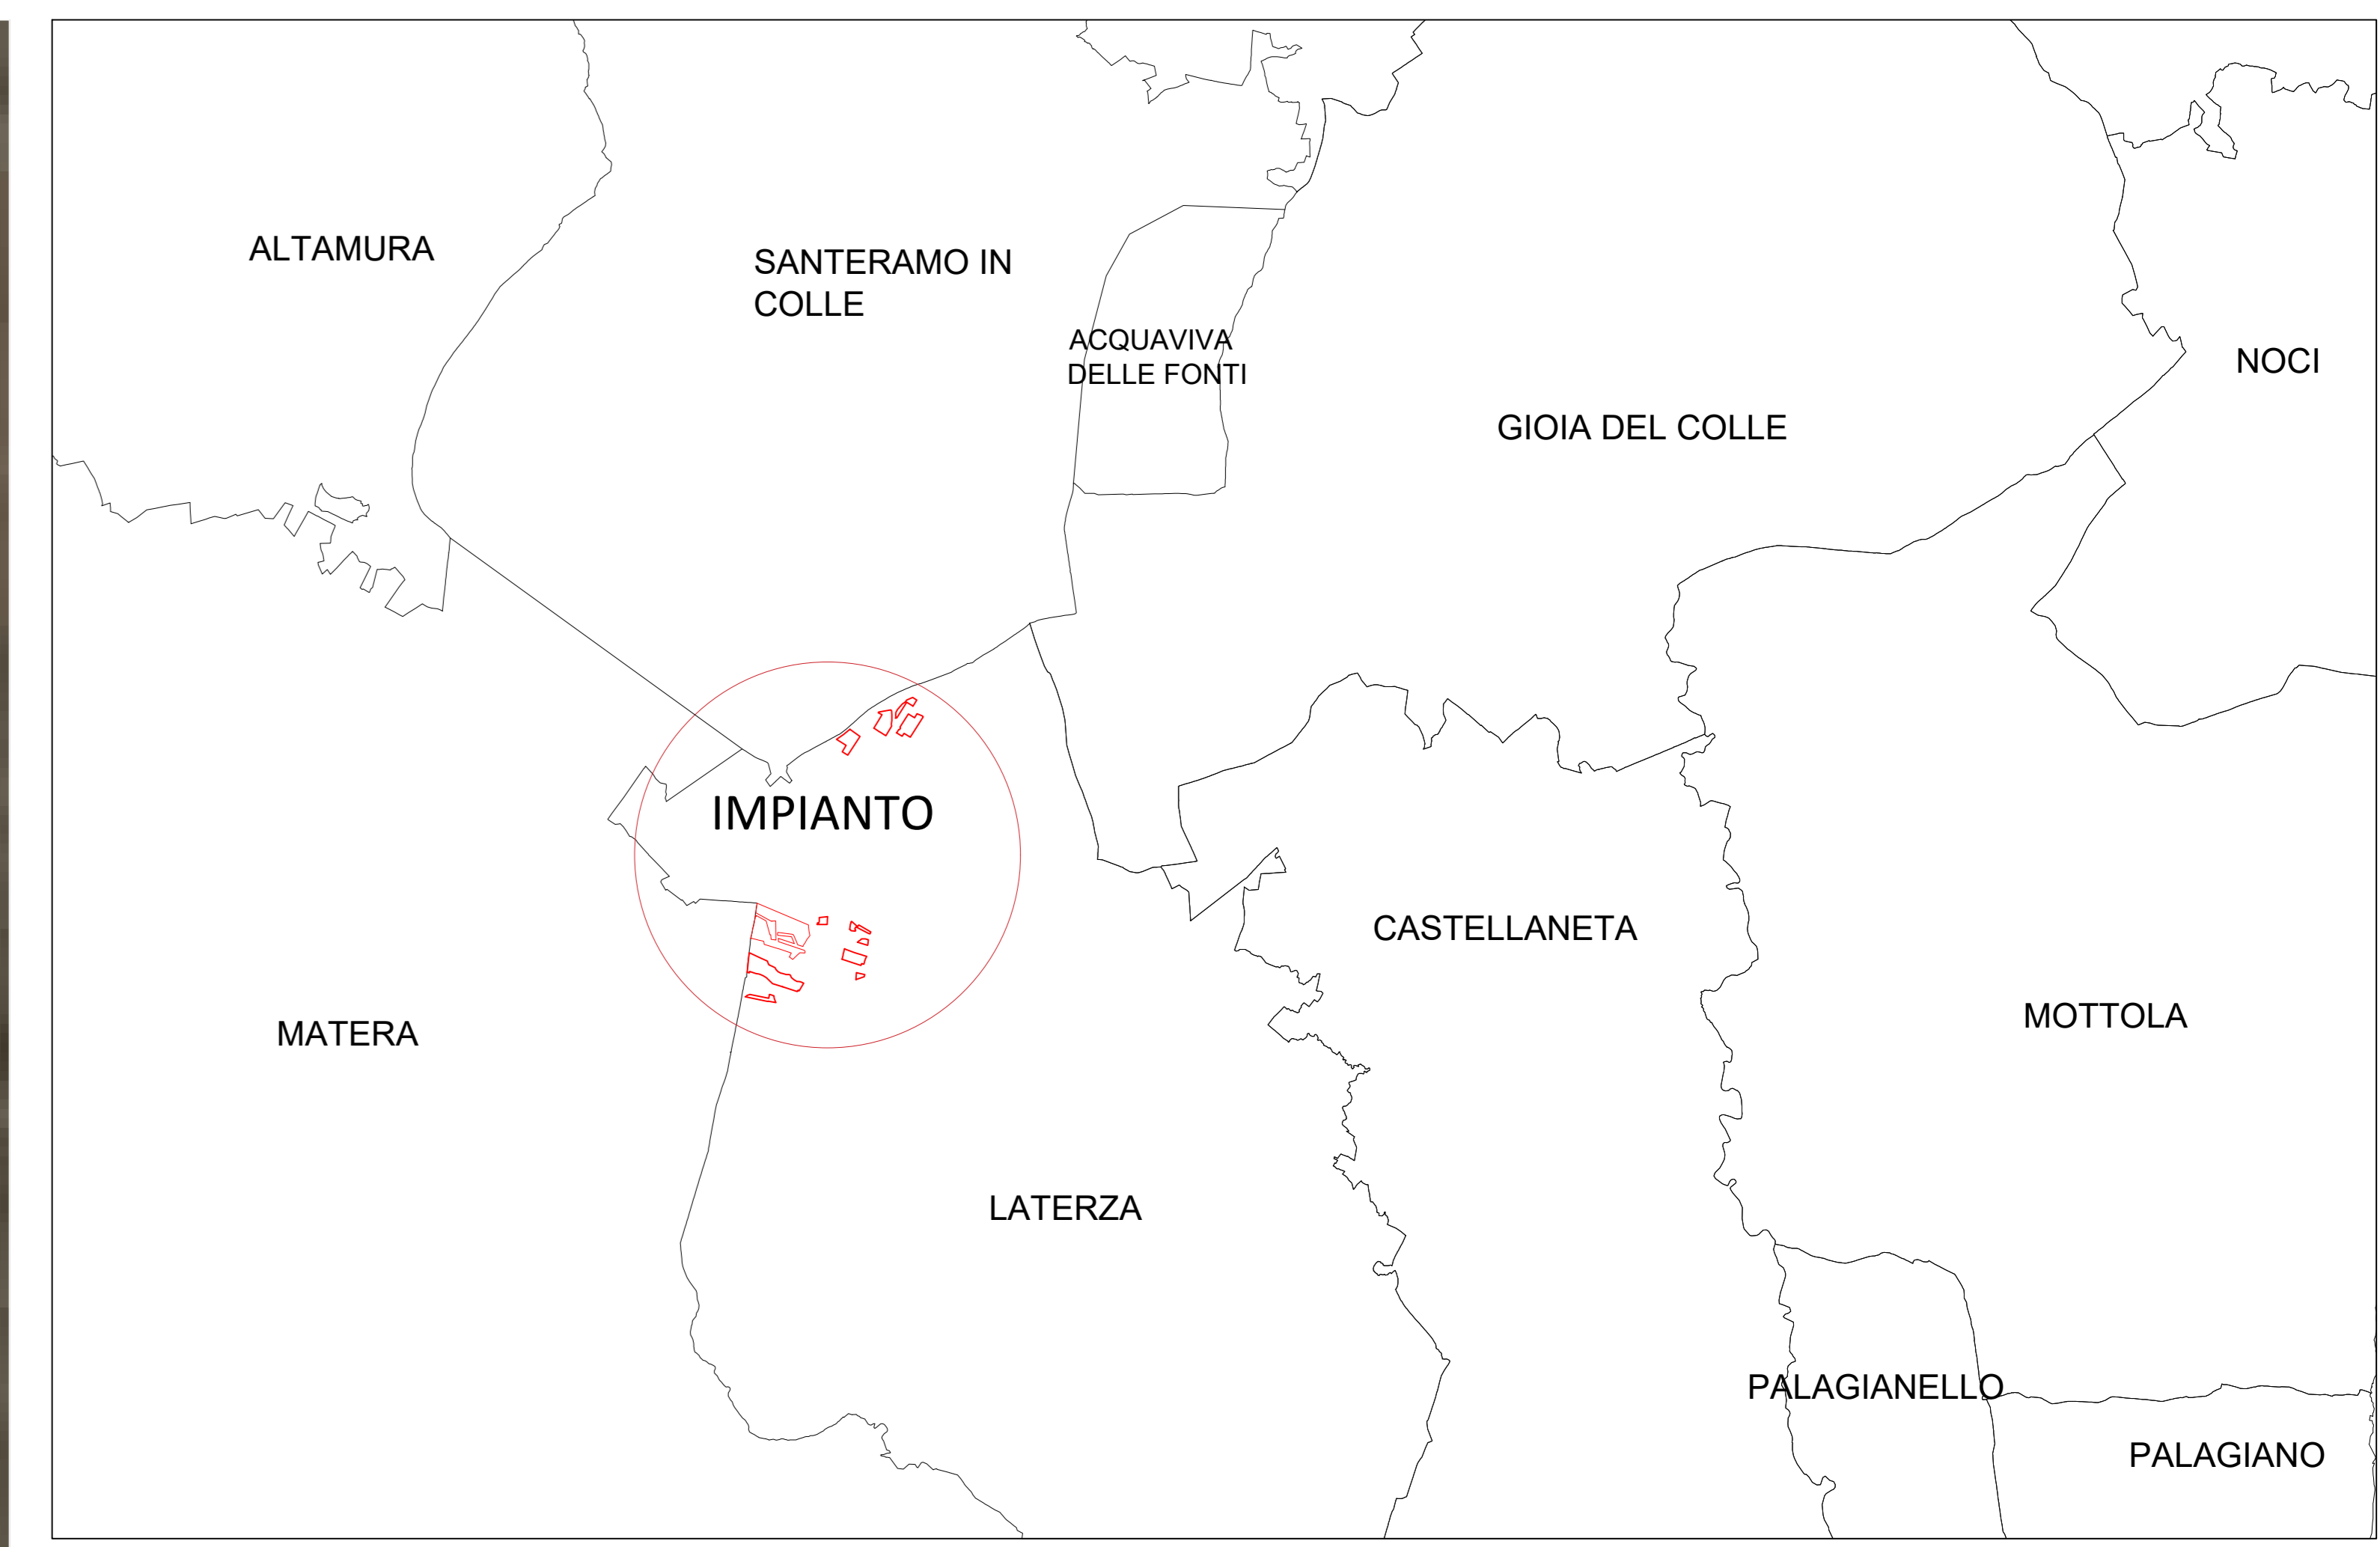 ALTAMURA
SANTERAMO IN
COLLE
ACQUAVIVA
DELLE FONTI
NOCI
GIOIA DEL COLLE
IMPIANTO
CASTELLANETA
MATERA
MOTTOLA
LATERZA
PALAGIANELLO
PALAGIANO